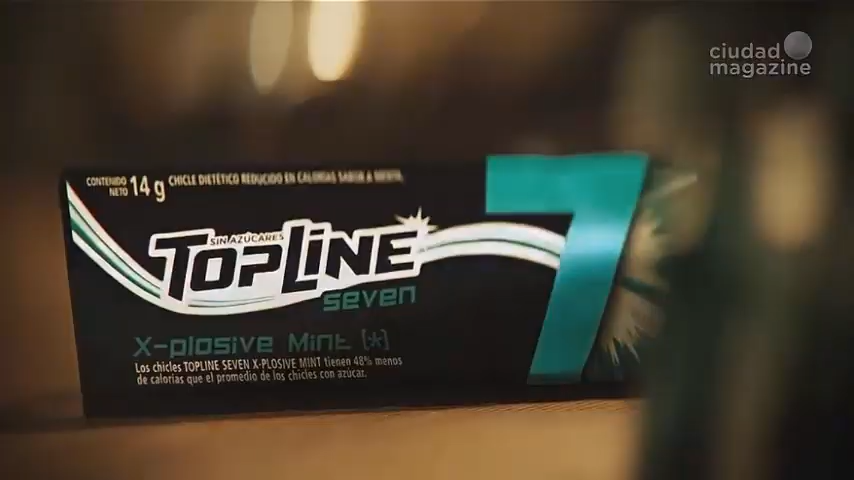 ciudad
magazine
CONTENIDO
NETO 14 g CHICLE DIETÉTICO REDUCIDO EN CALORÍAS SABOR A MENTA
SIN AZÚCARES
TOPLINE
seven
7
X-plosive Mint [*]
Los chicles TOPLINE SEVEN X-PLOSIVE MINT tienen 48% menos
de calorías que el promedio de los chicles con azúcar.